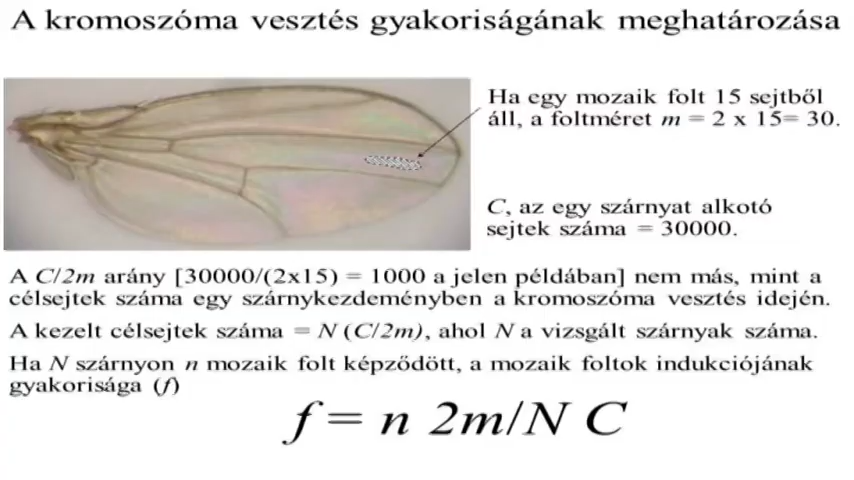 A kromoszóma vesztés gyakoriságának meghatározása
Ha egy mozaik folt 15 sejtből
áll, a foltméret m = 2 x 15= 30.
C, az egy szárnyat alkotó
sejtek száma = 30000.
A C/2m arány [30000/(2x15) = 1000 a jelen példában] nem más, mint a
célsejtek száma egy szárnykezdeményben a kromoszóma vesztés idején.
A kezelt célsejtek száma = N (C/2m), ahol N a vizsgált szárnyak száma.
Ha N szárnyon n mozaik folt képződött, a mozaik foltok indukciójának
gyakorisága (f)
f = n 2m/N C